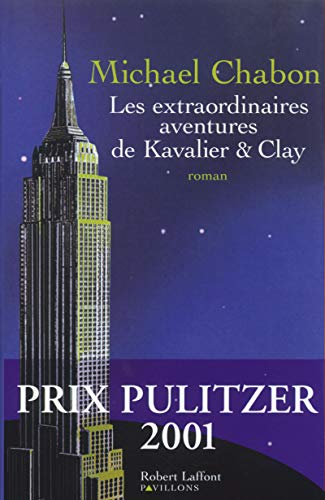 Michael Chabon
Les extraordinaires
aventures
de Kavalier & Clay
roman
PRIX PULITZER
2001
Robert Laffont
PAVILLONS